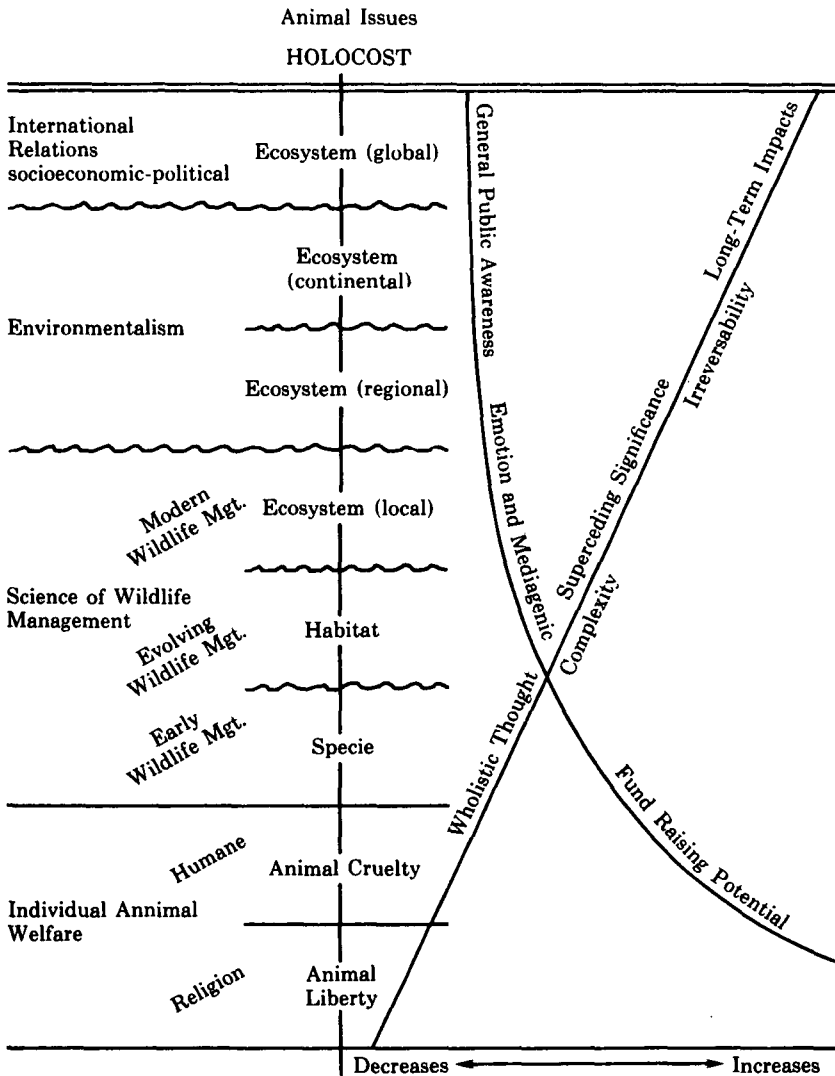 Animal Issues
HOLOCOST
International
Relations
socioeconomic-political
Ecosystem (global)
Ecosystem
(continental)
Environmentalism
Ecosystem (regional)
Modern
Wildlife Mgt.
Ecosystem (local)
Science of Wildlife
Management
Evolving
Wildlife Mgt.
Habitat
Early
Wildlife Mgt.
Specie
Humane
Animal Cruelty
Individual Annimal
Welfare
Religion
Animal
Liberty
General Public Awareness
Emotion and Mediagenic
Fund Raising Potential
Long-Term Impacts
Irreversability
Superceding Significance
Complexity
Wholistic Thought
Decreases
Increases